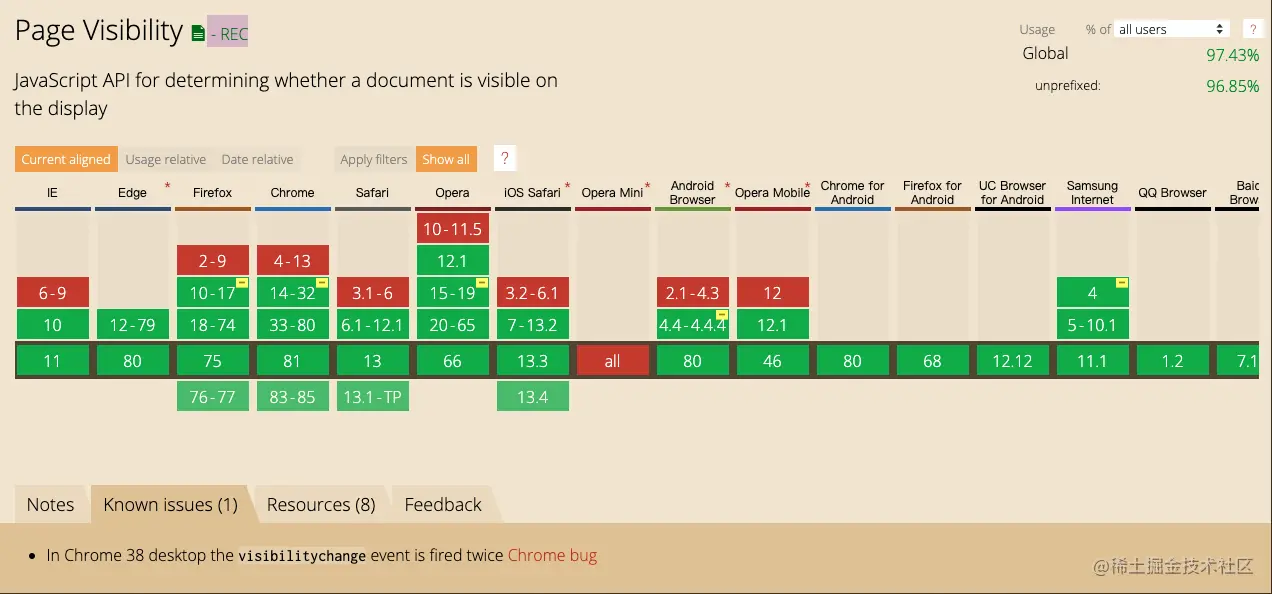 Page Visibility - REC
Usage % of all users ?
Global 97.43%
unprefixed: 96.85%
JavaScript API for determining whether a document is visible on
the display
Current aligned Usage relative Date relative Apply filters Show all ?
IE Edge * Firefox Chrome Safari Opera iOS Safari * Opera Mini * Android Browser * Opera Mobile * Chrome for Android Firefox for Android UC Browser for Android Samsung Internet QQ Browser Baid Brow
10-11.5
2-9 4-13 12.1
6-9 10-17 14-32 3.1-6 15-19 3.2-6.1 2.1-4.3 12 4
10 12-79 18-74 33-80 6.1-12.1 20-65 7-13.2 4.4-4.4.4 12.1 5-10.1
11 80 75 81 13 66 13.3 all 80 46 80 68 12.12 11.1 1.2 7.1
76-77 83-85 13.1-TP 13.4
Notes Known issues (1) Resources (8) Feedback
• In Chrome 38 desktop the visibilitychange event is fired twice Chrome bug
@稀土掘金技术社区